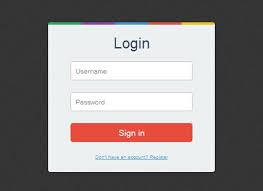 Login
Username
Password
Sign in
Don't have an account? Register